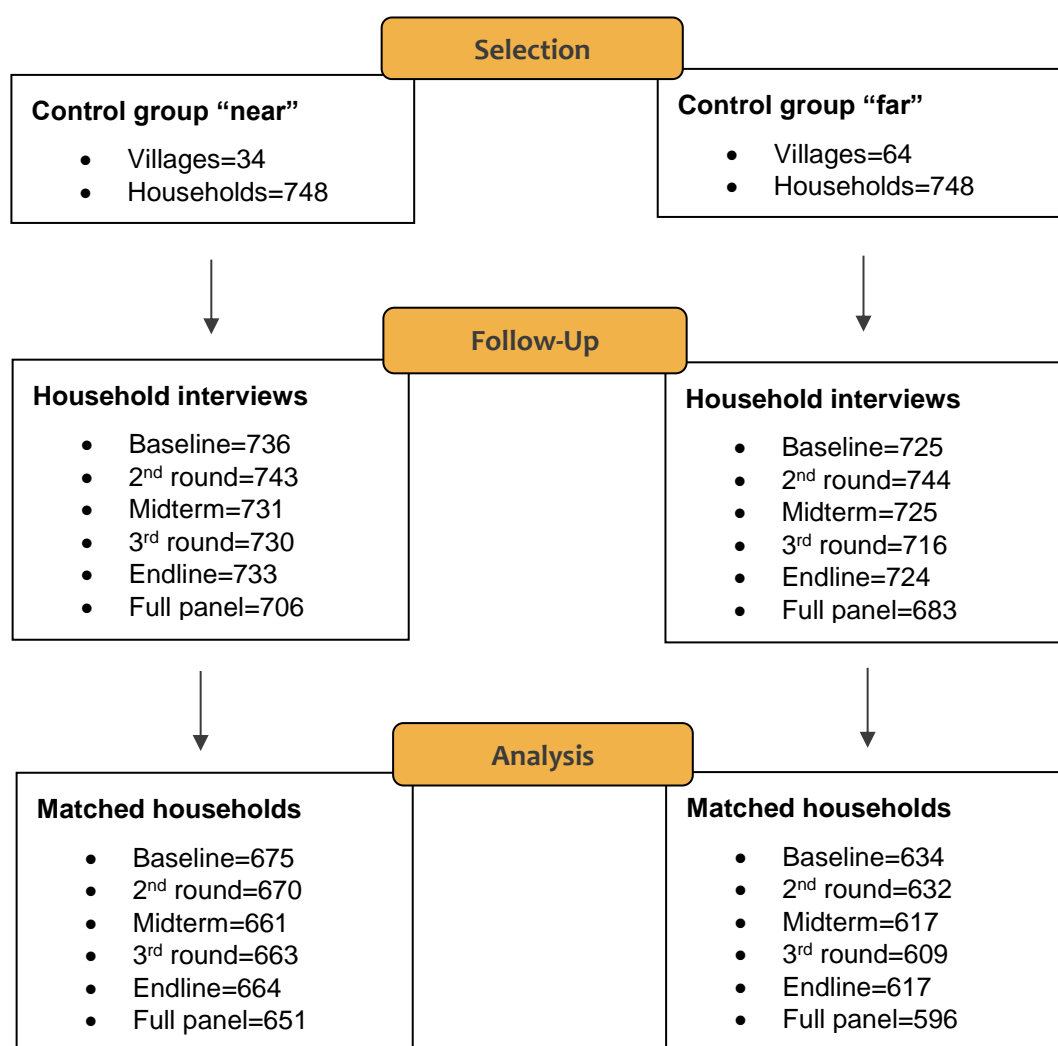 Selection
Control group “near”
• Villages=34
• Households=748
Control group “far”
• Villages=64
• Households=748
Follow-Up
Household interviews
• Baseline=736
• 2nd round=743
• Midterm=731
• 3rd round=730
• Endline=733
• Full panel=706
Household interviews
• Baseline=725
• 2nd round=744
• Midterm=725
• 3rd round=716
• Endline=724
• Full panel=683
Analysis
Matched households
• Baseline=675
• 2nd round=670
• Midterm=661
• 3rd round=663
• Endline=664
• Full panel=651
Matched households
• Baseline=634
• 2nd round=632
• Midterm=617
• 3rd round=609
• Endline=617
• Full panel=596